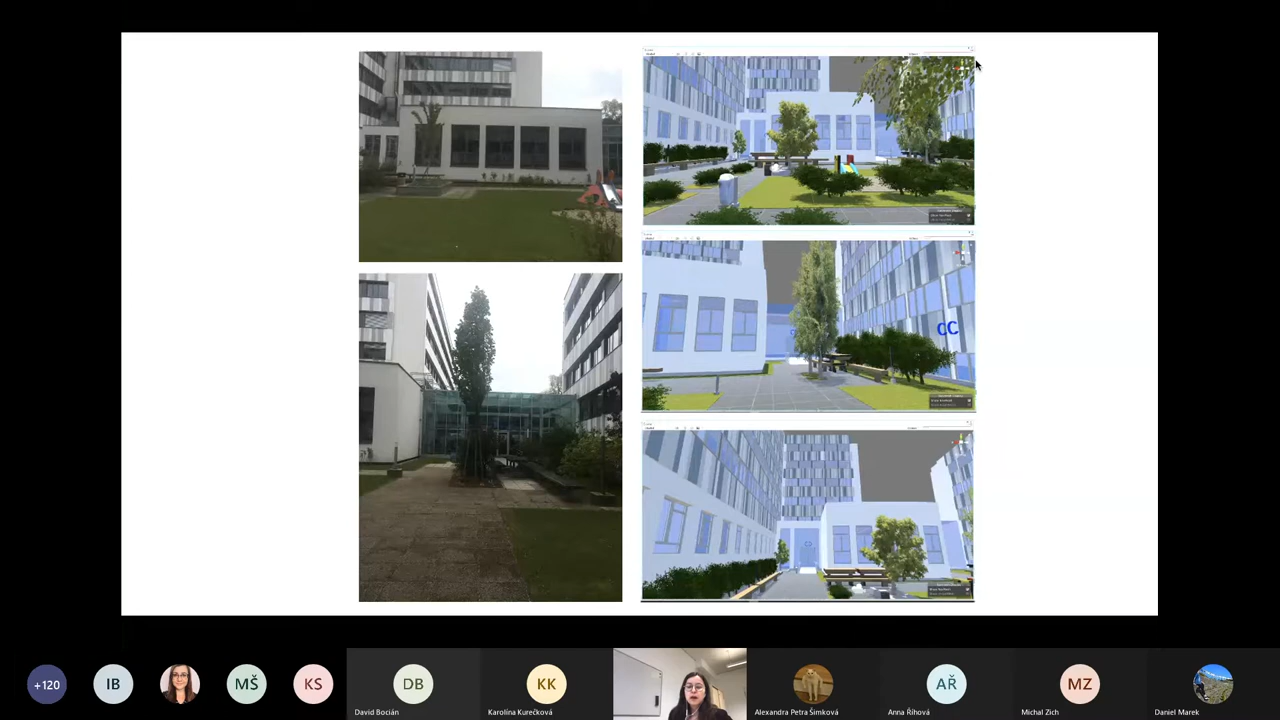 CC
+120
IB
MŠ
KS
DB
KK
AŘ
MZ
David Bocián
Karolína Kurečková
Alexandra Petra Šimková
Anna Říhová
Michal Zich
Daniel Marek